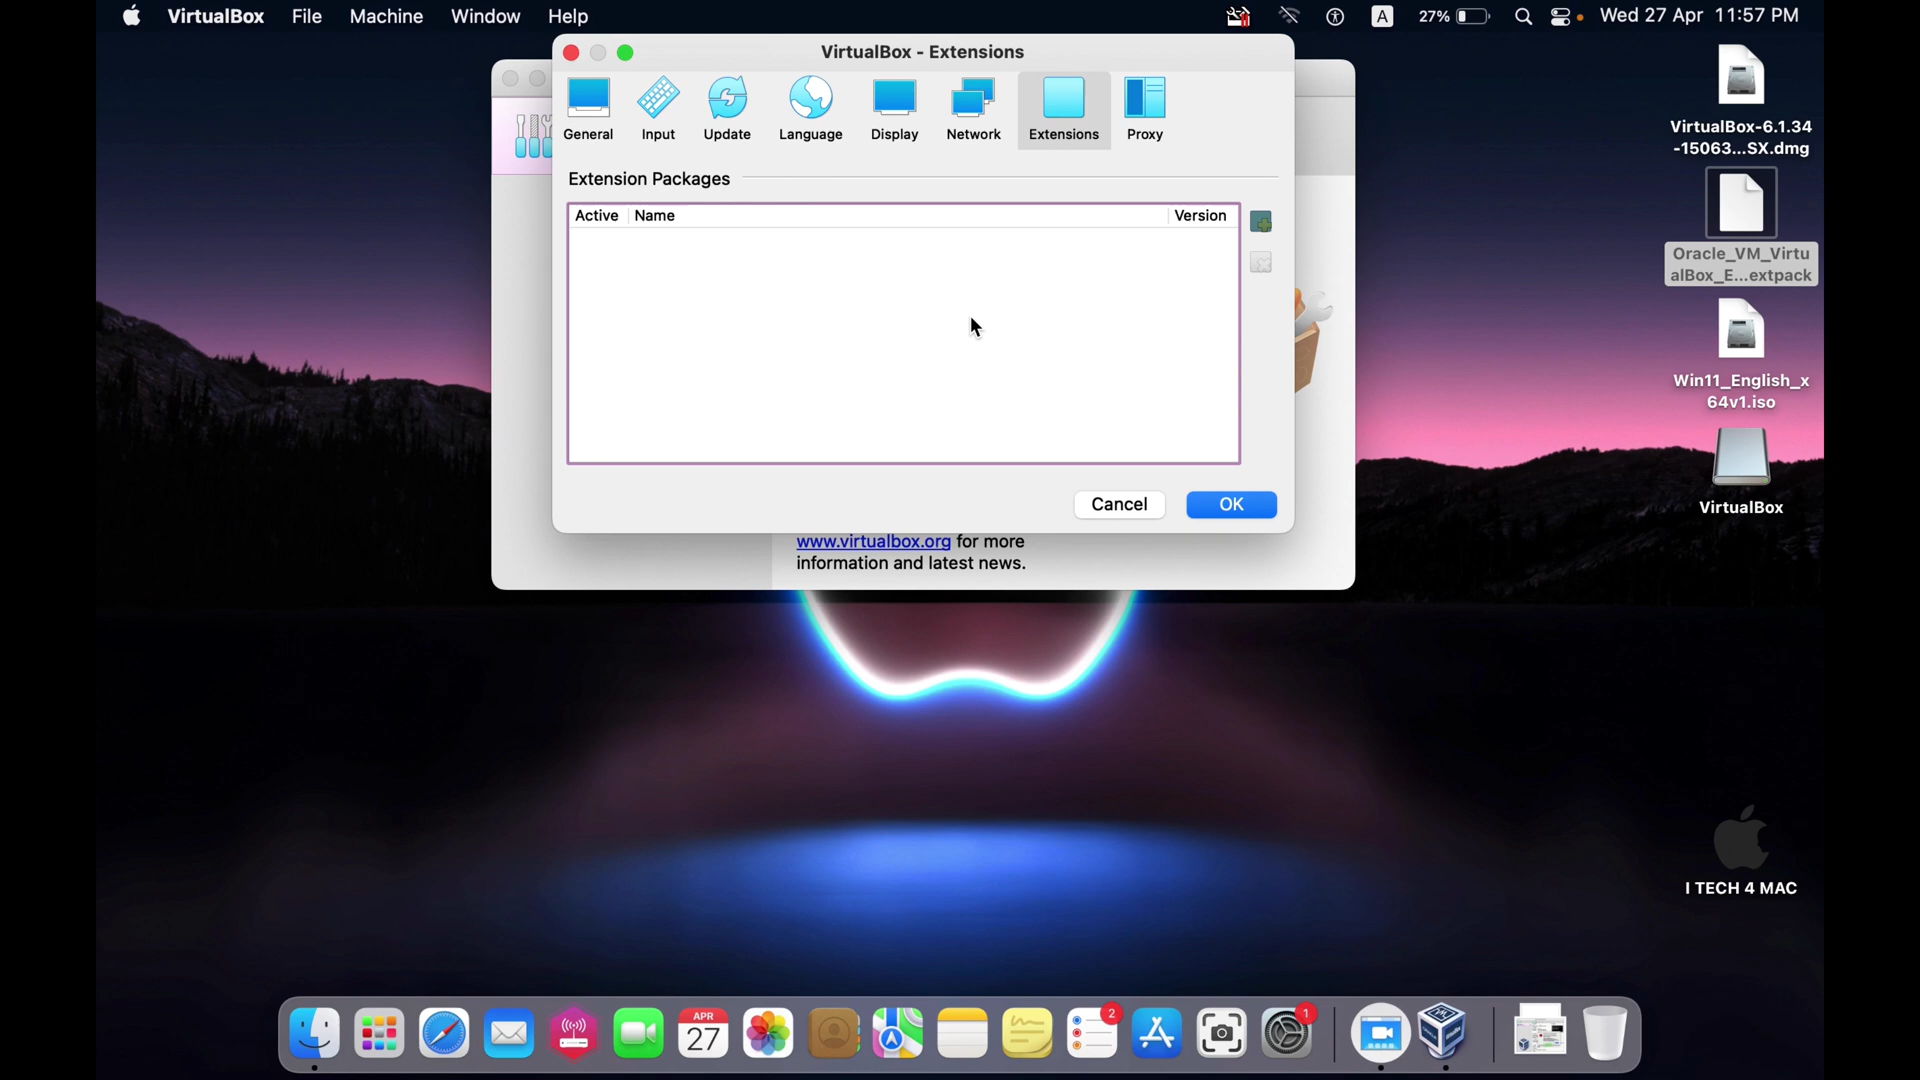 VirtualBox File Machine Window Help A 27% Wed 27 Apr 11:57 PM
VirtualBox - Extensions
General Input Update Language Display Network Extensions Proxy
Extension Packages
Active Name Version
Cancel OK
www.virtualbox.org for more
information and latest news.
VirtualBox-6.1.34
-15063...SX.dmg
Oracle_VM_Virtu
alBox_E...extpack
Win11_English_x
64v1.iso
VirtualBox
I TECH 4 MAC
APR
27
2
1